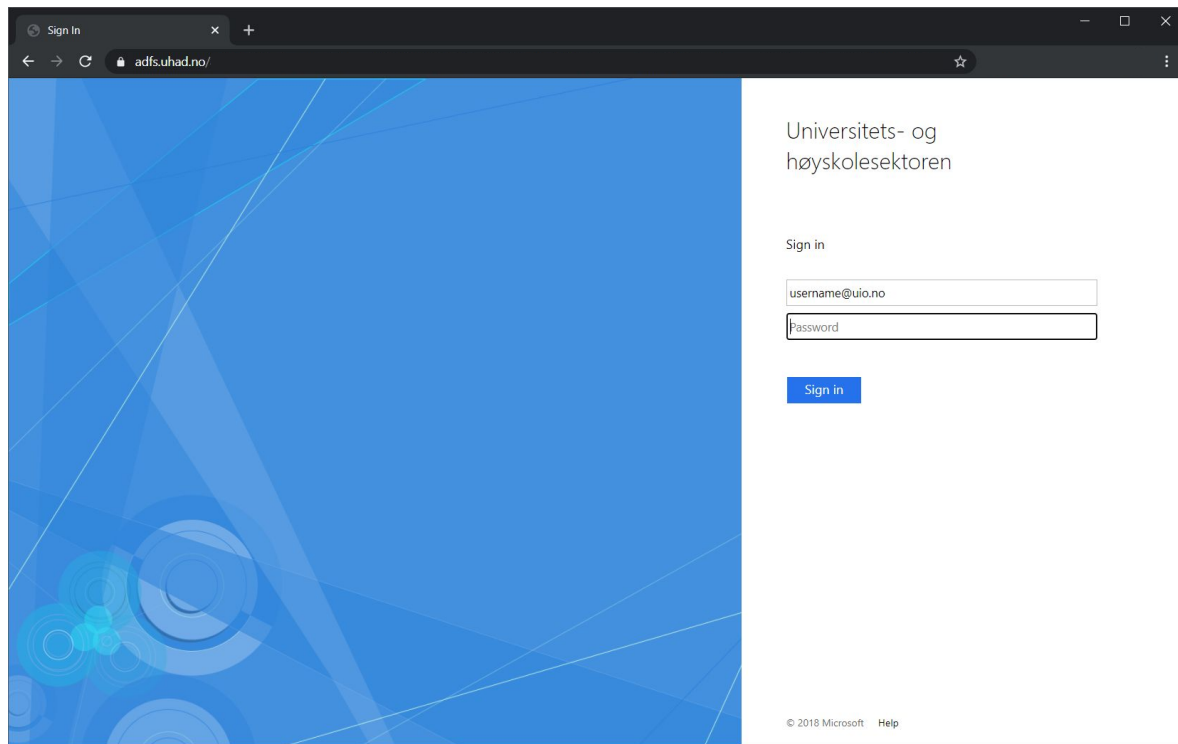 Sign In
adfs.uhad.no/
Universitets- og
høyskolesektoren
Sign in
username@uio.no
Password
Sign in
© 2018 Microsoft Help